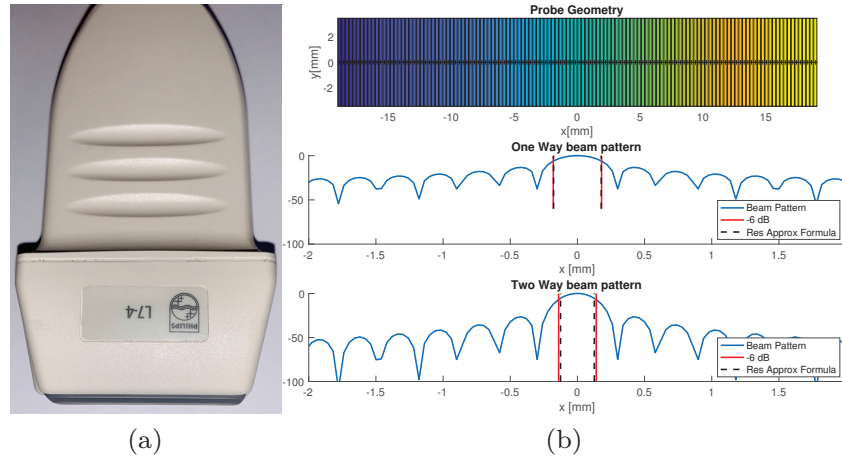 L7-4
PHILIPS
(a)
Probe Geometry
y[mm]
2
0
-2
-15 -10 -5 0 5 10 15
x[mm]
One Way beam pattern
0
-50
-100
-2 -1.5 -1 -0.5 0 0.5 1 1.5
x [mm]
Beam Pattern
-6 dB
Res Approx Formula
Two Way beam pattern
0
-50
-100
-2 -1.5 -1 -0.5 0 0.5 1 1.5
x [mm]
Beam Pattern
-6 dB
Res Approx Formula
(b)